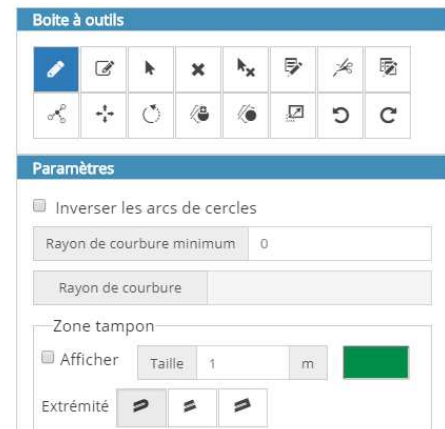 Boite à outils
Paramètres
Inverser les arcs de cercles
Rayon de courbure minimum 0
Rayon de courbure
Zone tampon
Afficher Taille 1 m
Extrémité